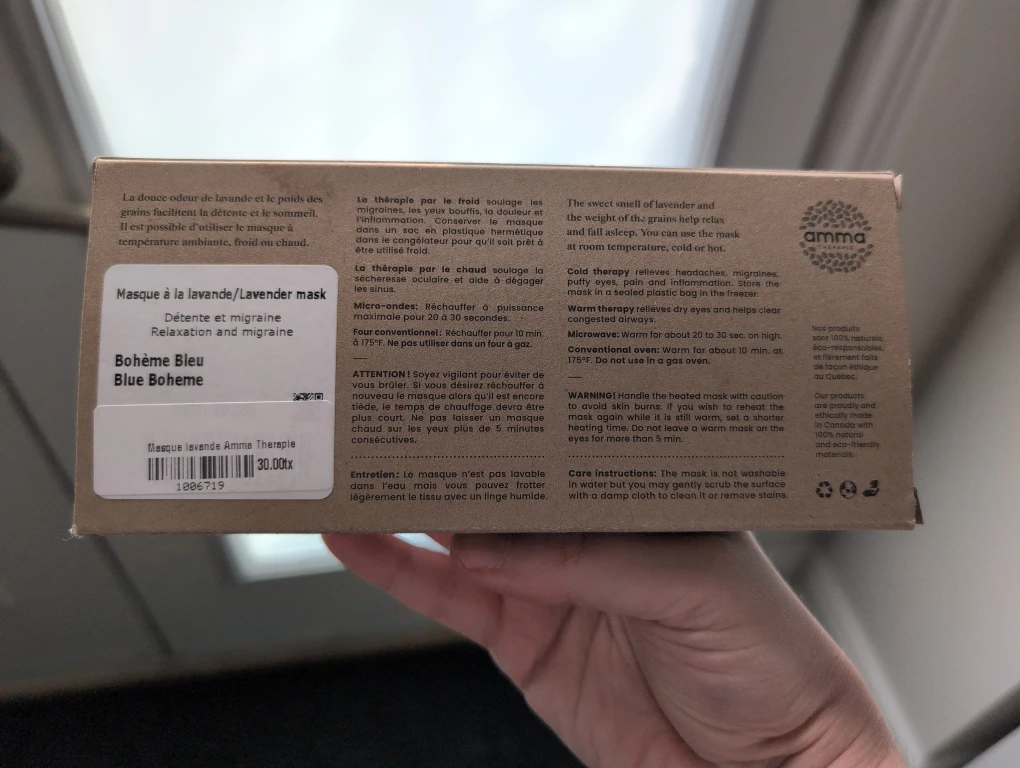 La douce odeur de lavande et le poids des
grains facilitent la détente et le sommeil.
Il est possible d'utiliser le masque à
température ambiante, froid ou chaud.
Masque à la lavande/Lavender mask
Détente et migraine
Relaxation and migraine
Bohème Bleu
Blue Boheme
Masque lavande Amma Therapie
30.00tx
1006719
La thérapie par le froid soulage les
migraines, les yeux bouffis, la douleur et
l'inflammation. Conserver le masque
dans un sac en plastique hermétique
dans le congélateur pour qu'il soit prêt à
être utilisé froid.
La thérapie par le chaud soulage la
sécheresse oculaire et aide à dégager
les sinus.
Micro-ondes: Réchauffer à puissance
maximale pour 20 à 30 secondes.
Four conventionnel: Réchauffer pour 10 min.
à 175°F. Ne pas utiliser dans un four à gaz.
ATTENTION! Soyez vigilant pour éviter de
vous brûler. Si vous désirez réchauffer à
nouveau le masque alors qu'il est encore
tiède, le temps de chauffage devra être
plus court. Ne pas laisser un masque
chaud sur les yeux plus de 5 minutes
consécutives.
Entretien: Le masque n'est pas lavable
dans l'eau mais vous pouvez frotter
légèrement le tissu avec un linge humide.
The sweet smell of lavender and
the weight of the grains help relax
and fall asleep. You can use the mask
at room temperature, cold or hot.
Cold therapy relieves headaches, migraines,
puffy eyes, pain and inflammation. Store the
mask in a sealed plastic bag in the freezer.
Warm therapy relieves dry eyes and helps clear
congested airways.
Microwave: Warm for about 20 to 30 sec. on high.
Conventional oven: Warm for about 10 min. at
175°F. Do not use in a gas oven.
WARNING! Handle the heated mask with caution
to avoid skin burns. If you wish to reheat the
mask again while it is still warm, set a shorter
heating time. Do not leave a warm mask on the
eyes for more than 5 min.
Care instructions: The mask is not washable
in water but you may gently scrub the surface
with a damp cloth to clean it or remove stains.
amma
THERAPIE
Nos produits
sont 100% naturels,
éco-responsables,
et fièrement faits
de façon éthique
au Québec.
Our products
are proudly and
ethically made
in Canada with
100% natural
and eco-friendly
materials.